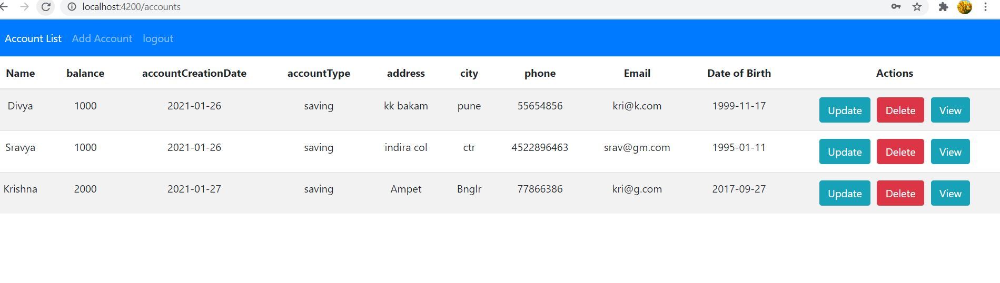 localhost:4200/accounts
Account List Add Account logout
Name balance accountCreationDate accountType address city phone Email Date of Birth Actions
Divya 1000 2021-01-26 saving kk bakam pune 55654856 kri@k.com 1999-11-17 Update Delete View
Sravya 1000 2021-01-26 saving indira col ctr 4522896463 srav@gm.com 1995-01-11 Update Delete View
Krishna 2000 2021-01-27 saving Ampet Bnglr 77866386 kri@g.com 2017-09-27 Update Delete View